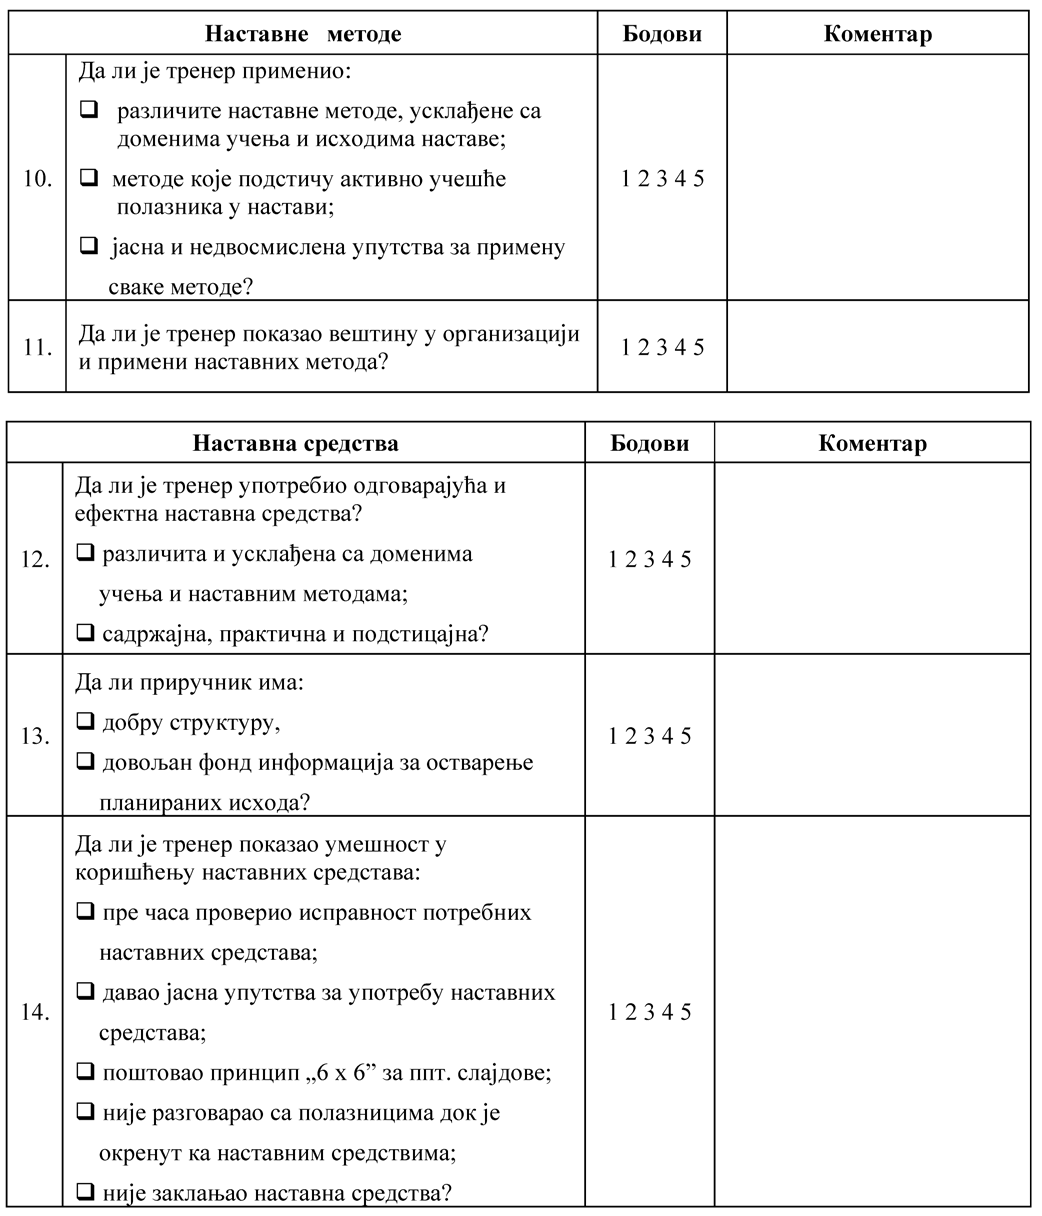 Наставне методе Бодови Коментар
Да ли је тренер применио:
❑ различите наставне методе, усклађене са
доменима учења и исходима наставе;
10. ❑ методе које подстичу активно учешће 1 2 3 4 5
полазника у настави;
❑ јасна и недвосмислена упутства за примену
сваке методе?
11. Да ли је тренер показао вештину у организацији 1 2 3 4 5
и примени наставних метода?
Наставна средства Бодови Коментар
Да ли је тренер употребио одговарајућа и
ефектна наставна средства?
12. ❑ различита и усклађена са доменима 1 2 3 4 5
учења и наставним методама;
❑ садржајна, практична и подстицајна?
Да ли приручник има:
13. ❑ добру структуру, 1 2 3 4 5
❑ довољан фонд информација за остварење
планираних исхода?
Да ли је тренер показао умешност у
коришћењу наставних средстава:
❑ пре часа проверио исправност потребних
наставних средстава;
14. ❑ давао јасна упутства за употребу наставних 1 2 3 4 5
средстава;
❑ поштовао принцип „6 x 6” за ппт. слајдове;
❑ није разговарао са полазницима док је
окренут ка наставним средствима;
❑ није заклањао наставна средства?